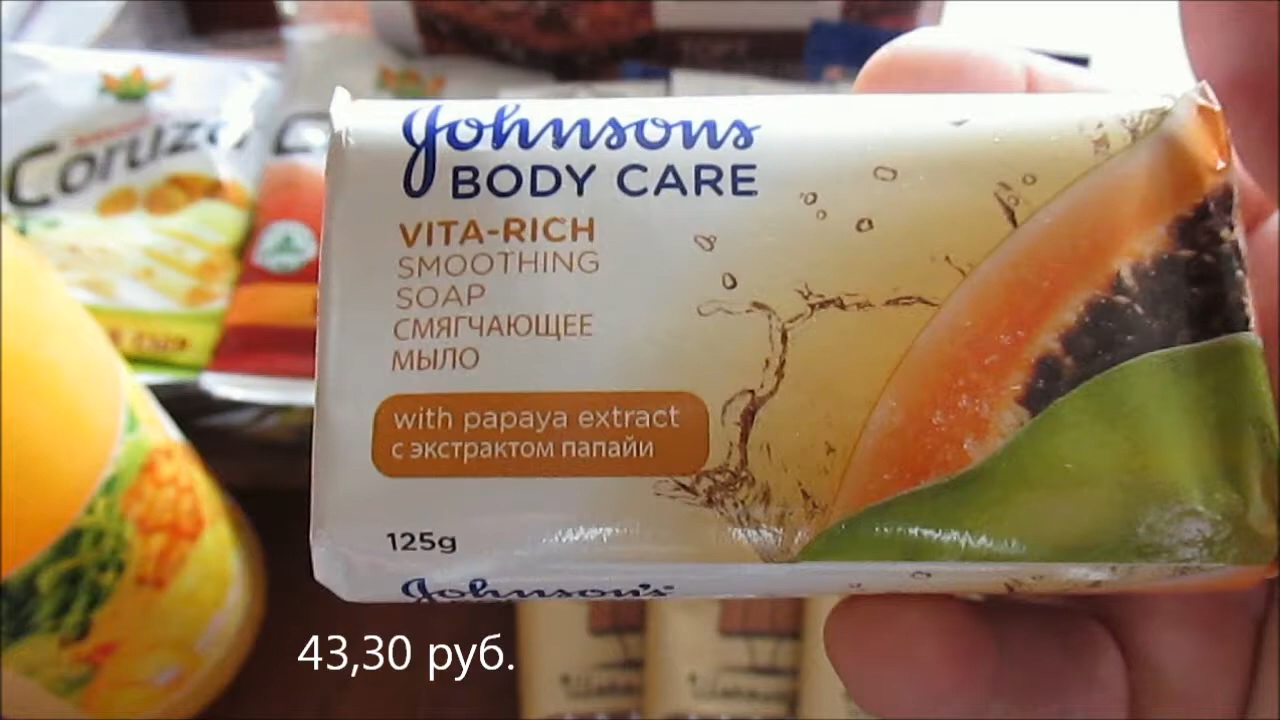 Johnsons
BODY CARE
VITA-RICH
SMOOTHING
SOAP
СМЯГЧАЮЩЕЕ
МЫЛО
with papaya extract
с экстрактом папайи
125g
Johnson's
43,30 руб.